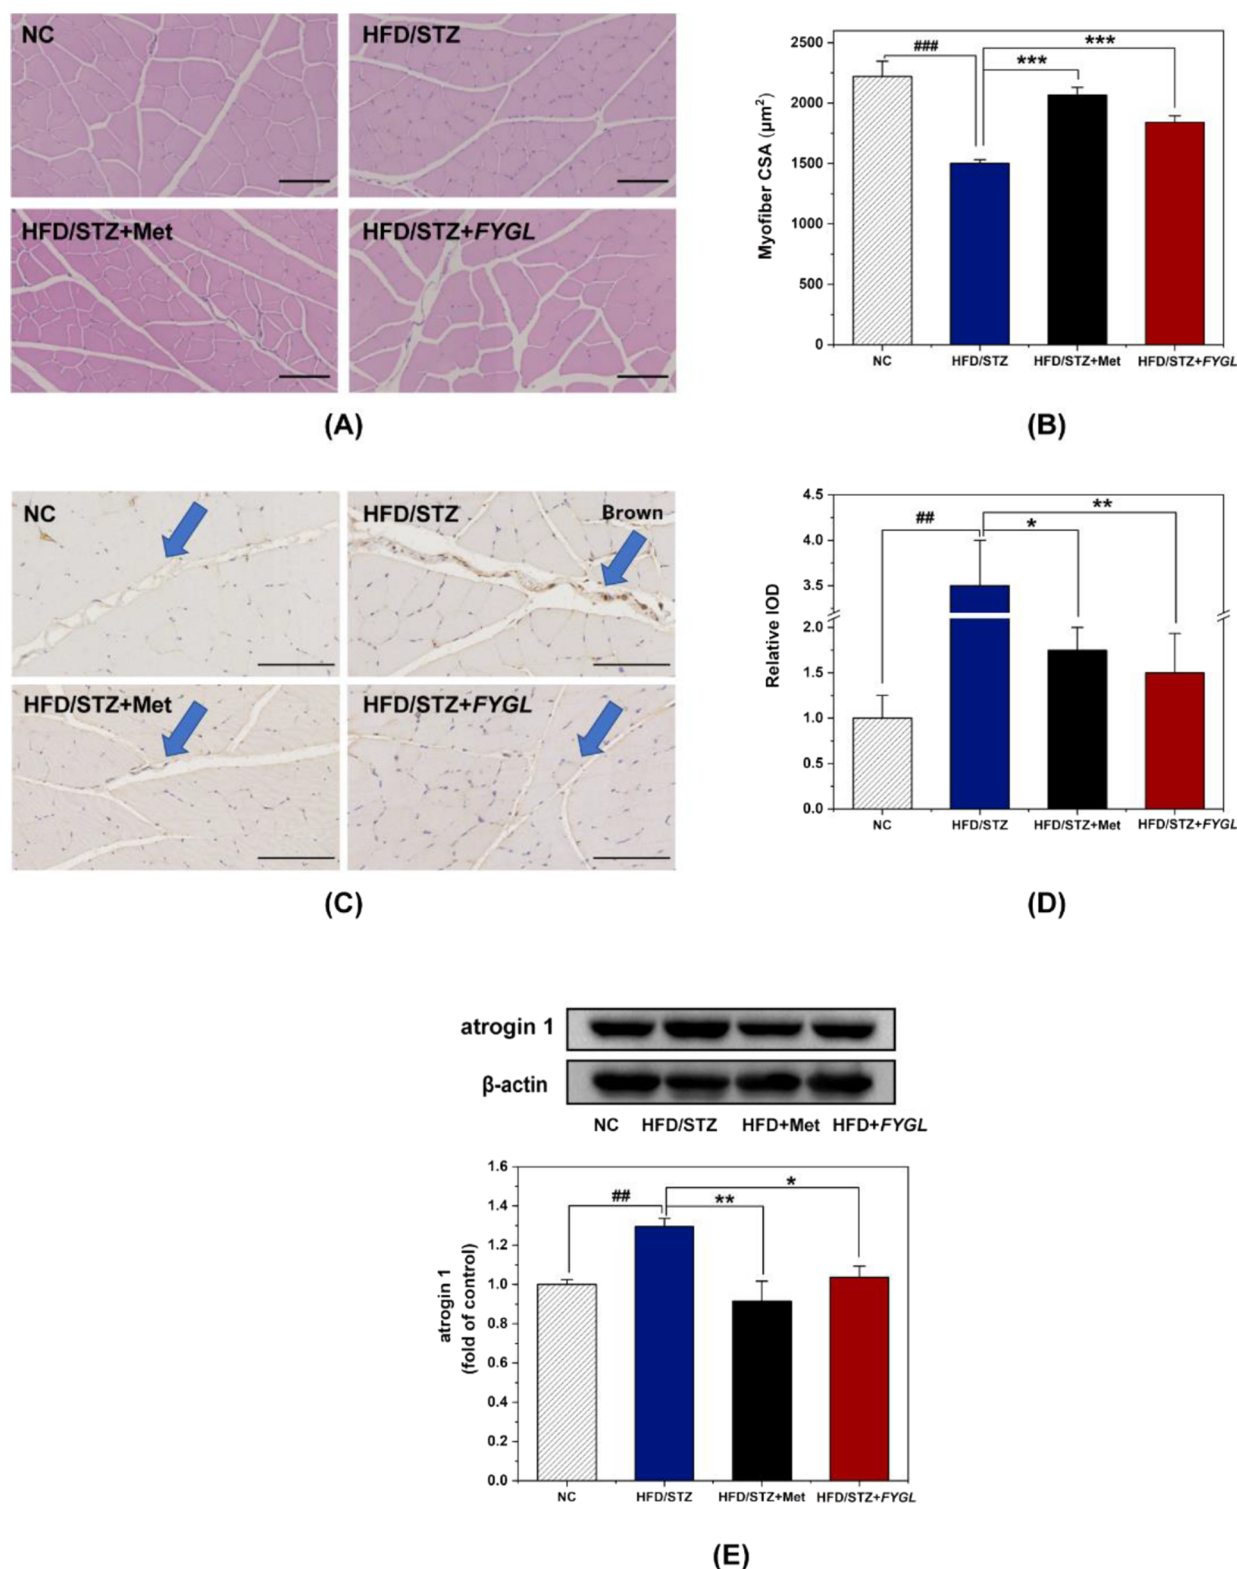 NC
HFD/STZ
HFD/STZ+Met
HFD/STZ+FYGL
(A)
Myofiber CSA (µm²)
2500
2000
1500
1000
500
0
###
***
***
NC
HFD/STZ
HFD/STZ+Met
HFD/STZ+FYGL
(B)
NC
HFD/STZ
Brown
HFD/STZ+Met
HFD/STZ+FYGL
(C)
Relative IOD
4.5
4.0
3.5
2.0
1.5
1.0
0.5
0.0
##
*
**
NC
HFD/STZ
HFD/STZ+Met
HFD/STZ+FYGL
(D)
atrogin 1
β-actin
NC HFD/STZ HFD+Met HFD+FYGL
atrogin 1
(fold of control)
1.6
1.4
1.2
1.0
0.8
0.6
0.4
0.2
0.0
##
**
*
NC
HFD/STZ
HFD/STZ+Met
HFD/STZ+FYGL
(E)